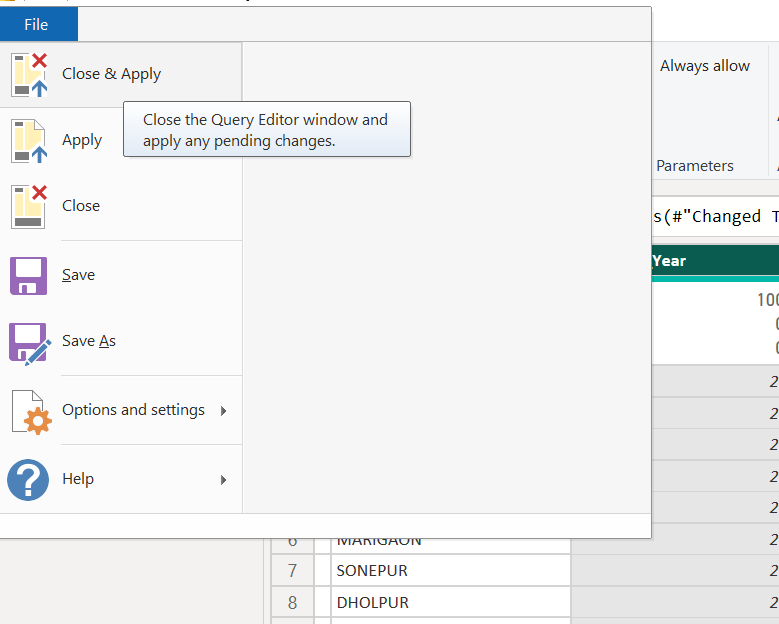 File
Always allow
Close & Apply
Close the Query Editor window and
apply any pending changes.
Apply
Parameters
Close
s(#"Changed T
Year
Save
100
0
0
Save As
2
Options and settings
2
2
Help
2
2
6 MARIGAON 2
7 SONEPUR 2
8 DHOLPUR 2